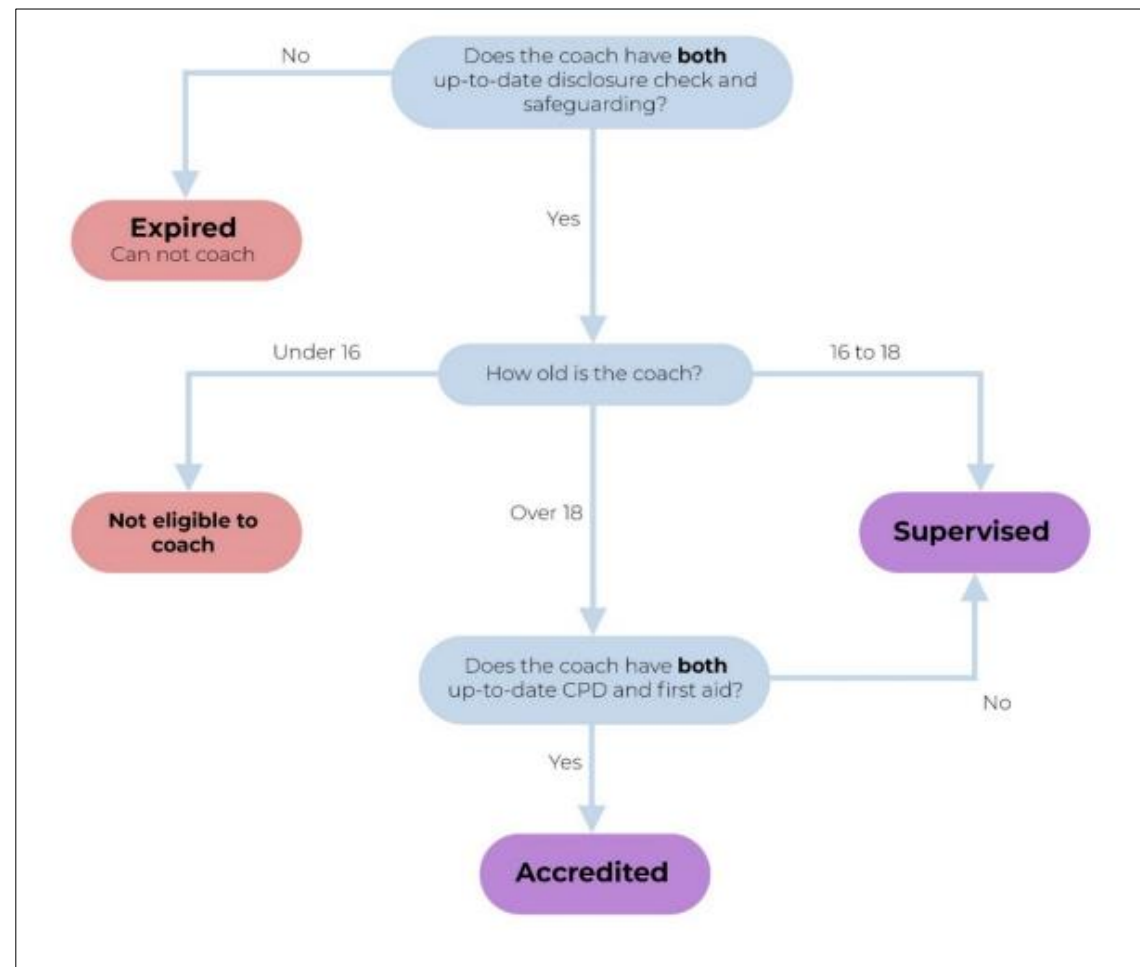 Does the coach have both
up-to-date disclosure check and
safeguarding?
No
Yes
Expired
Can not coach
Under 16
How old is the coach?
16 to 18
Not eligible to
coach
Over 18
Supervised
Does the coach have both
up-to-date CPD and first aid?
No
Yes
Accredited